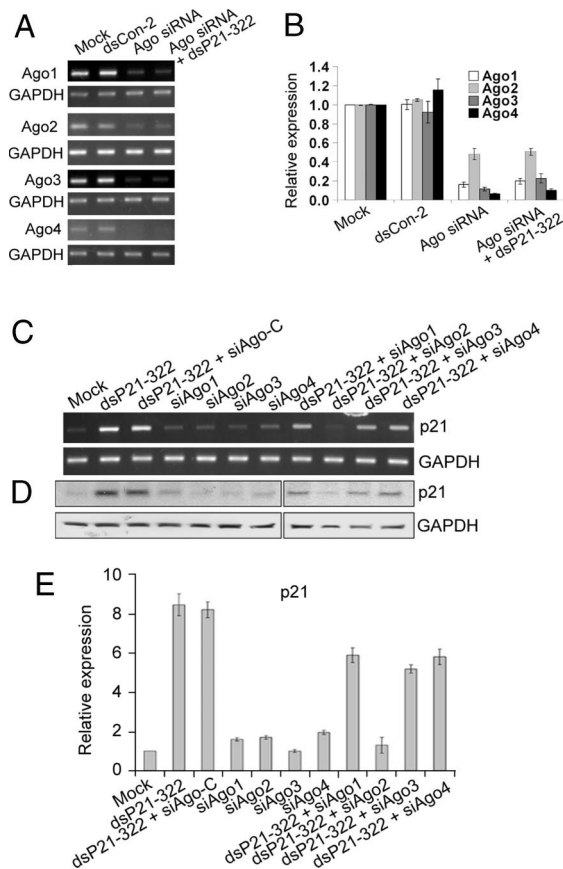 A
Mock
dsCon-2
Ago siRNA
Ago siRNA
+ dsP21-322
Ago1
GAPDH
Ago2
GAPDH
Ago3
GAPDH
Ago4
GAPDH
B
Relative expression
1.4
1.2
1.0
0.8
0.6
0.4
0.2
0.0
Ago1
Ago2
Ago3
Ago4
Mock
dsCon-2
Ago siRNA
Ago siRNA
+ dsP21-322
C
Mock
dsP21-322
dsP21-322 + siAgo-C
siAgo1
siAgo2
siAgo3
siAgo4
dsP21-322 + siAgo1
dsP21-322 + siAgo2
dsP21-322 + siAgo3
dsP21-322 + siAgo4
p21
GAPDH
D
p21
GAPDH
E
p21
Relative expression
10
8
6
4
2
0
Mock
dsP21-322
dsP21-322 + siAgo-C
siAgo1
siAgo2
siAgo3
siAgo4
dsP21-322 + siAgo1
dsP21-322 + siAgo2
dsP21-322 + siAgo3
dsP21-322 + siAgo4